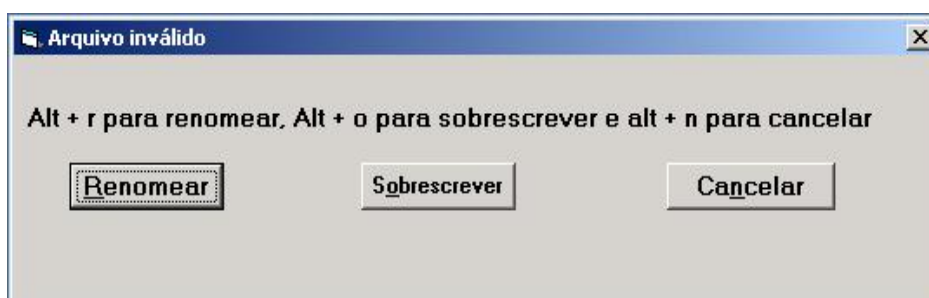 Arquivo inválido
Alt + r para renomear, Alt + o para sobrescrever e alt + n para cancelar
Renomear Sobrescrever Cancelar